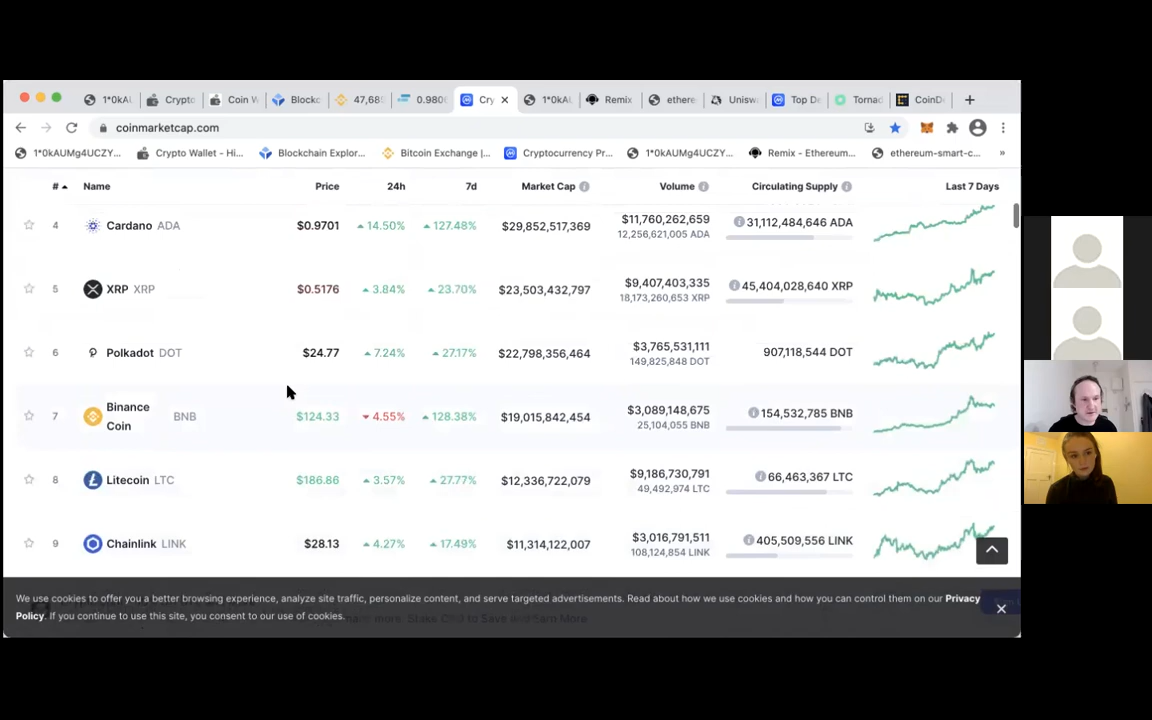 1*0kAU Crypto Coin W Blockc 47,68 0.980 Cry 1*0kAU Remix ethere Unisw Top De Tornac CoinD
coinmarketcap.com
1*0kAUMg4UCZY... Crypto Wallet - Hi... Blockchain Explor... Bitcoin Exchange |... Cryptocurrency Pr... 1*0kAUMg4UCZY... Remix - Ethereum... ethereum-smart-c... »
# Name Price 24h 7d Market Cap Volume Circulating Supply Last 7 Days
4 Cardano ADA $0.9701 14.50% 127.48% $29,852,517,369 $11,760,262,659 31,112,484,646 ADA
12,256,621,005 ADA
5 XRP XRP $0.5176 3.84% 23.70% $23,503,432,797 $9,407,403,335 45,404,028,640 XRP
18,173,260,653 XRP
6 Polkadot DOT $24.77 7.24% 27.17% $22,798,356,464 $3,765,531,111 907,118,544 DOT
149,825,848 DOT
7 Binance Coin BNB $124.33 4.55% 128.38% $19,015,842,454 $3,089,148,675 154,532,785 BNB
25,104,055 BNB
8 Litecoin LTC $186.86 3.57% 27.77% $12,336,722,079 $9,186,730,791 66,463,367 LTC
49,492,974 LTC
9 Chainlink LINK $28.13 4.27% 17.49% $11,314,122,007 $3,016,791,511 405,509,556 LINK
108,124,854 LINK
We use cookies to offer you a better browsing experience, analyze site traffic, personalize content, and serve targeted advertisements. Read about how we use cookies and how you can control them on our Privacy
Policy. If you continue to use this site, you consent to our use of cookies.